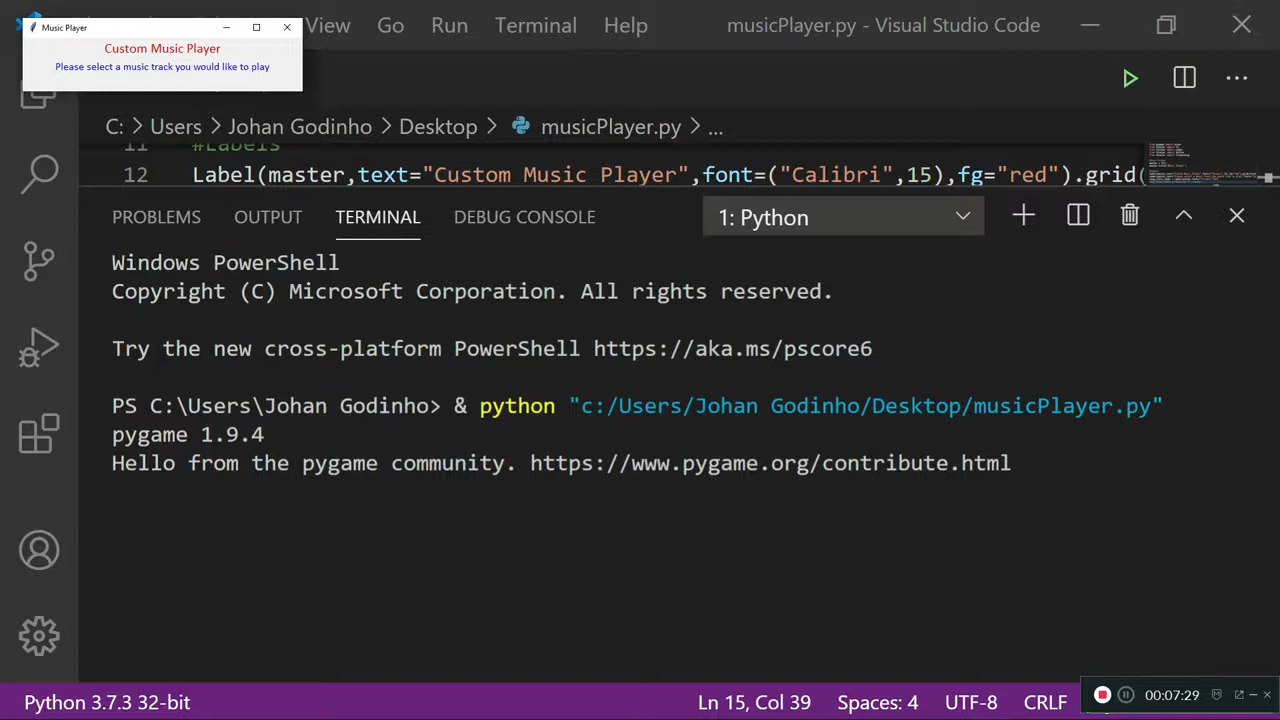 Music Player
Custom Music Player
Please select a music track you would like to play
View Go Run Terminal Help
musicPlayer.py - Visual Studio Code
C: > Users > Johan Godinho > Desktop > musicPlayer.py > ...
11 #Labels
12 Label(master,text="Custom Music Player",font=("Calibri",15),fg="red").grid(
PROBLEMS OUTPUT TERMINAL DEBUG CONSOLE
1: Python
Windows PowerShell
Copyright (C) Microsoft Corporation. All rights reserved.
Try the new cross-platform PowerShell https://aka.ms/pscore6
PS C:\Users\Johan Godinho> & python "c:/Users/Johan Godinho/Desktop/musicPlayer.py"
pygame 1.9.4
Hello from the pygame community. https://www.pygame.org/contribute.html
Python 3.7.3 32-bit
Ln 15, Col 39 Spaces: 4 UTF-8 CRLF
00:07:29